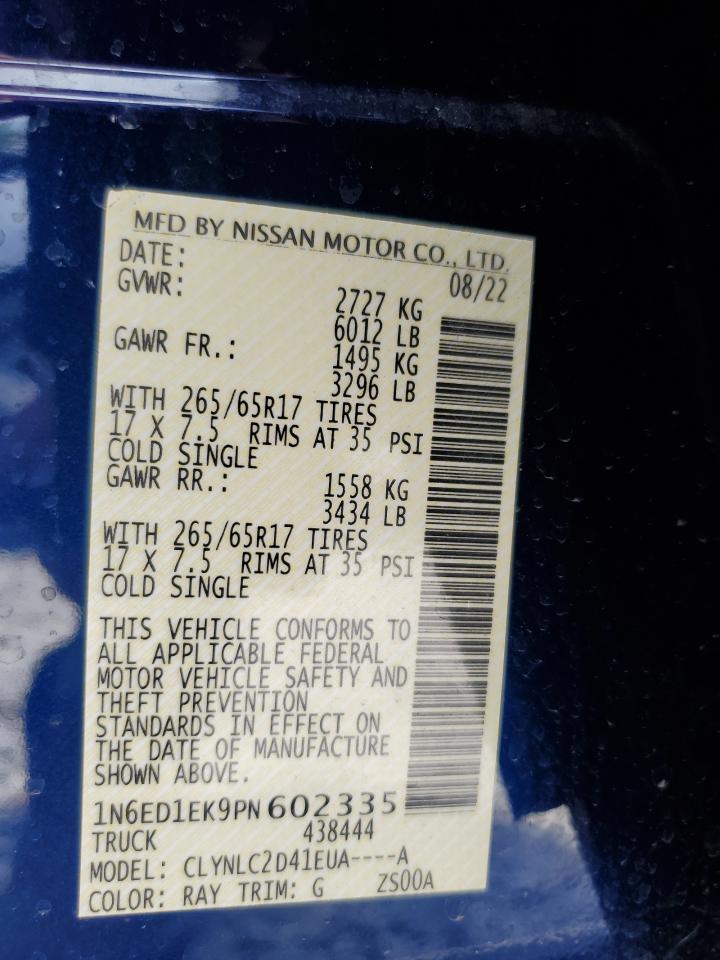 MFD BY NISSAN MOTOR CO., LTD.
DATE: 08/22
GVWR: 2727 KG
6012 LB
GAWR FR.: 1495 KG
3296 LB
WITH 265/65R17 TIRES
17 X 7.5 RIMS AT 35 PSI
COLD SINGLE
GAWR RR.: 1558 KG
3434 LB
WITH 265/65R17 TIRES
17 X 7.5 RIMS AT 35 PSI
COLD SINGLE
THIS VEHICLE CONFORMS TO
ALL APPLICABLE FEDERAL
MOTOR VEHICLE SAFETY AND
THEFT PREVENTION
STANDARDS IN EFFECT ON
THE DATE OF MANUFACTURE
SHOWN ABOVE.
1N6ED1EK9PN602335
TRUCK 438444
MODEL: CLYNLC2D41EUA----A
COLOR: RAY TRIM: G ZS00A